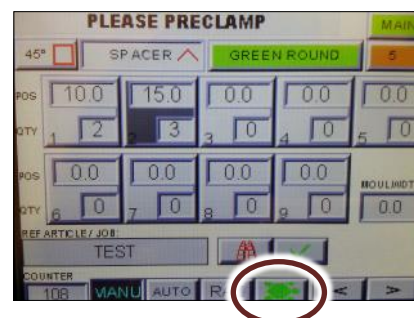 PLEASE PRECLAMP MAIN
45° SPACER GREEN ROUND 5
POS 10.0 15.0 0.0 0.0 0.0
QTY 1 2 2 3 3 0 4 0 5 0
POS 0.0 0.0 0.0 0.0 MOULWIDT
QTY 6 0 7 0 8 0 9 0 0.0
REF ARTICLE / JOB:
TEST
COUNTER
108 MANU AUTO < >